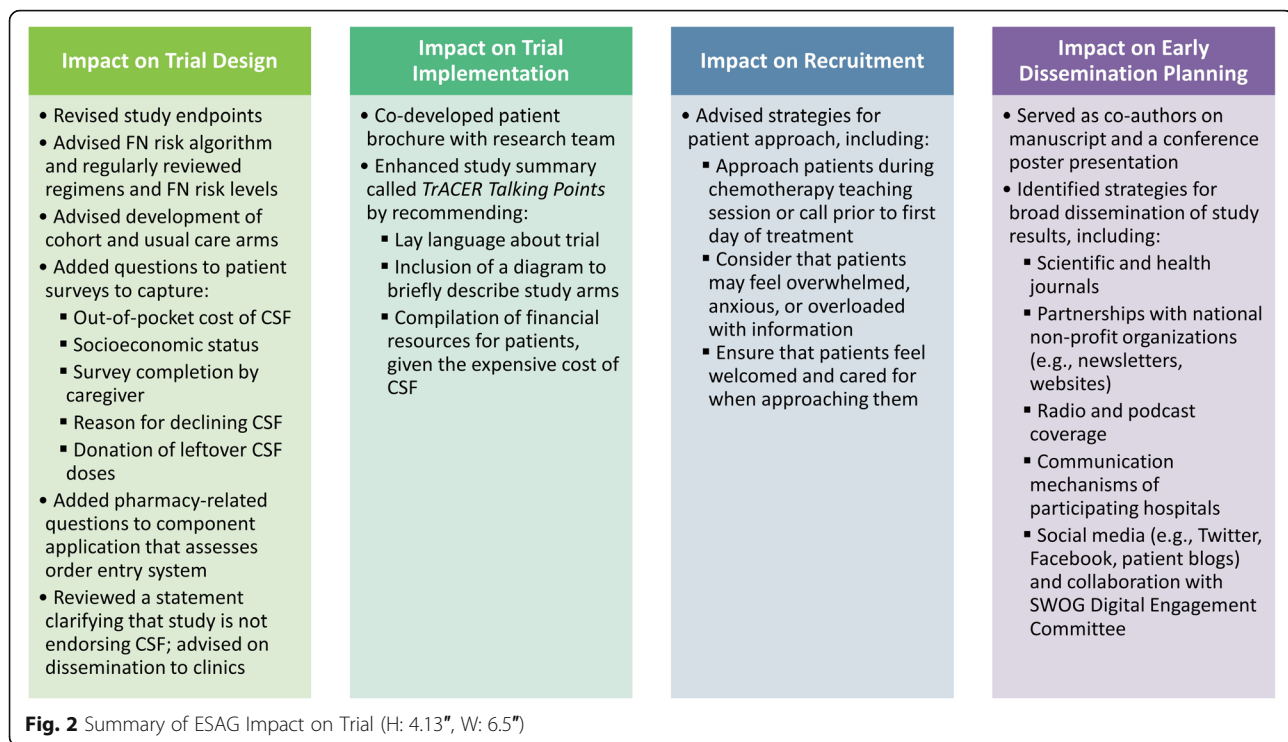 Impact on Trial Design
• Revised study endpoints
• Advised FN risk algorithm
and regularly reviewed
regimens and FN risk levels
• Advised development of
cohort and usual care arms
• Added questions to patient
surveys to capture:
▪ Out-of-pocket cost of CSF
▪ Socioeconomic status
▪ Survey completion by
caregiver
▪ Reason for declining CSF
▪ Donation of leftover CSF
doses
• Added pharmacy-related
questions to component
application that assesses
order entry system
• Reviewed a statement
clarifying that study is not
endorsing CSF; advised on
dissemination to clinics
Impact on Trial
Implementation
• Co-developed patient
brochure with research team
• Enhanced study summary
called TrACER Talking Points
by recommending:
▪ Lay language about trial
▪ Inclusion of a diagram to
briefly describe study arms
▪ Compilation of financial
resources for patients,
given the expensive cost of
CSF
Impact on Recruitment
• Advised strategies for
patient approach, including:
▪ Approach patients during
chemotherapy teaching
session or call prior to first
day of treatment
▪ Consider that patients
may feel overwhelmed,
anxious, or overloaded
with information
▪ Ensure that patients feel
welcomed and cared for
when approaching them
Impact on Early
Dissemination Planning
• Served as co-authors on
manuscript and a conference
poster presentation
• Identified strategies for
broad dissemination of study
results, including:
▪ Scientific and health
journals
▪ Partnerships with national
non-profit organizations
(e.g., newsletters,
websites)
▪ Radio and podcast
coverage
▪ Communication
mechanisms of
participating hospitals
▪ Social media (e.g., Twitter,
Facebook, patient blogs)
and collaboration with
SWOG Digital Engagement
Committee
Fig. 2 Summary of ESAG Impact on Trial (H: 4.13″, W: 6.5″)